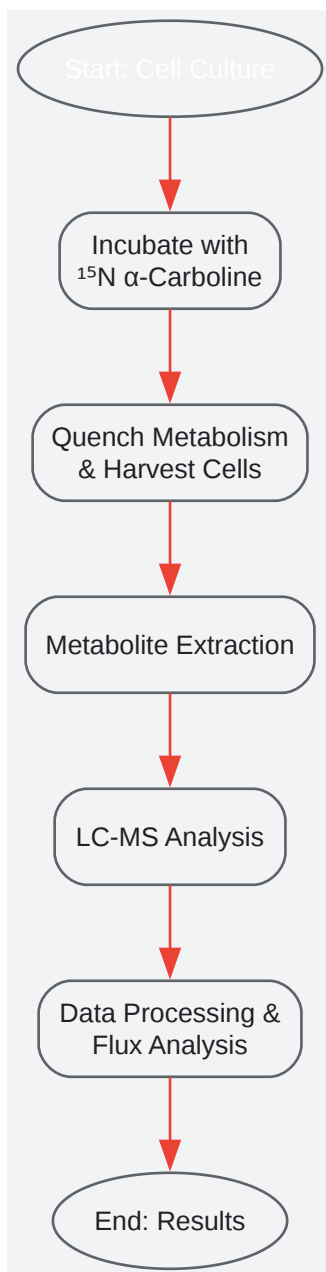 Start: Cell Culture
Incubate with
¹⁵N α-Carboline
Quench Metabolism
& Harvest Cells
Metabolite Extraction
LC-MS Analysis
Data Processing &
Flux Analysis
End: Results